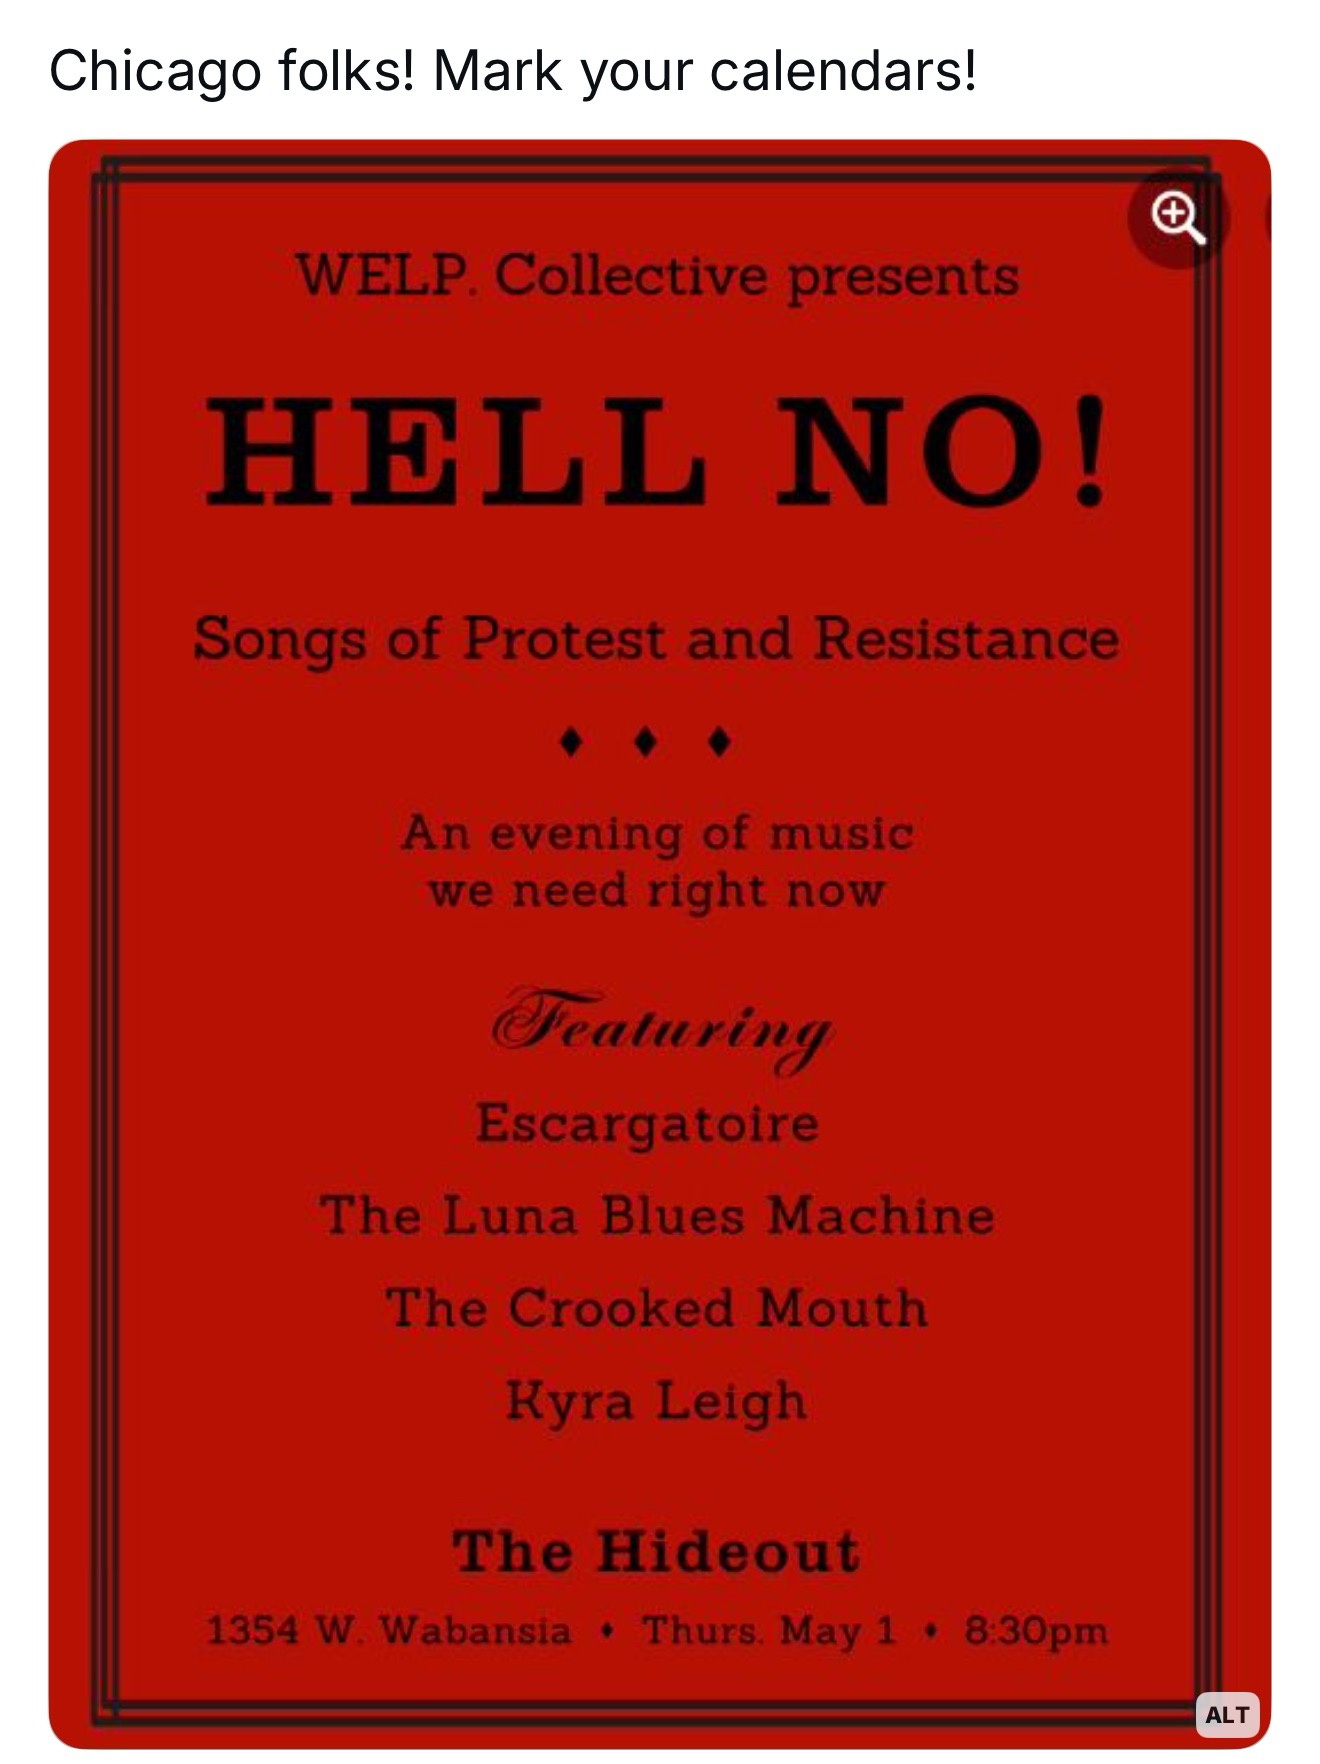 Chicago folks! Mark your calendars!
WELP. Collective presents
HELL NO!
Songs of Protest and Resistance
An evening of music
we need right now
Featuring
Escargatoire
The Luna Blues Machine
The Crooked Mouth
Kyra Leigh
The Hideout
1354 W. Wabansia ♦ Thurs. May 1 ♦ 8:30pm
ALT